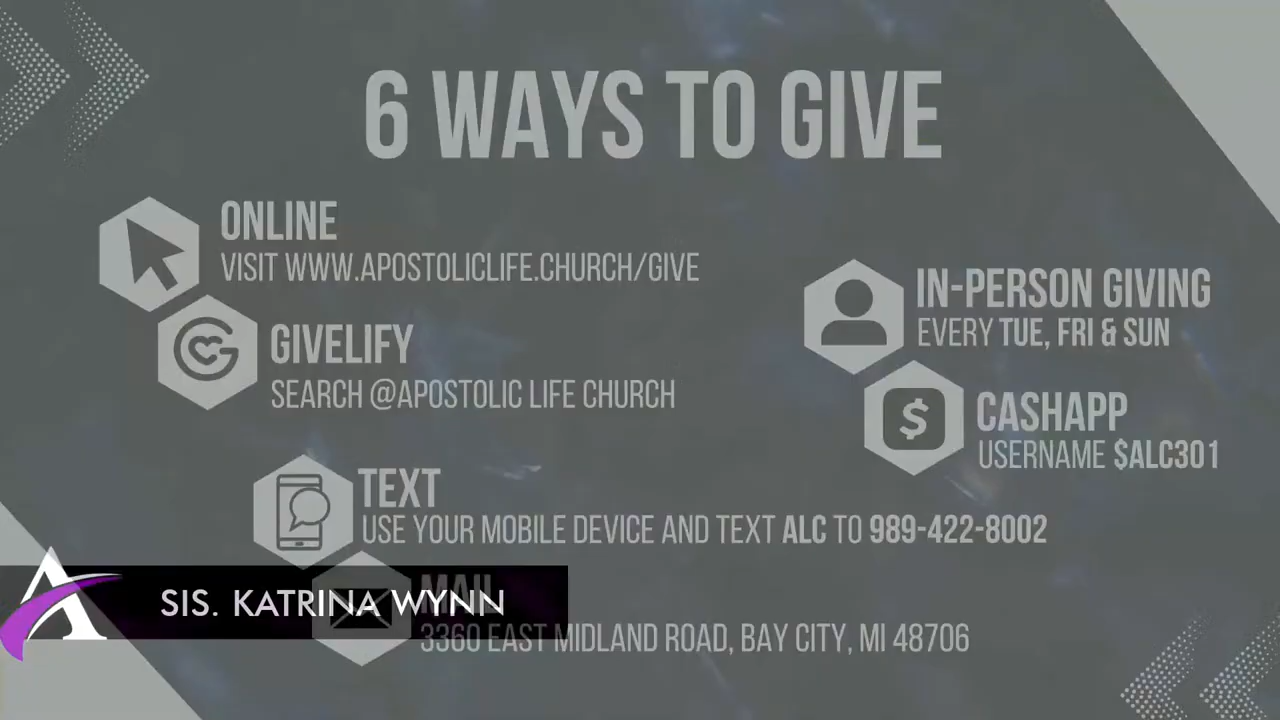 6 WAYS TO GIVE
ONLINE
VISIT WWW.APOSTOLICLIFE.CHURCH/GIVE
GIVELIFY
SEARCH @APOSTOLIC LIFE CHURCH
IN-PERSON GIVING
EVERY TUE, FRI & SUN
CASHAPP
USERNAME $ALC301
TEXT
USE YOUR MOBILE DEVICE AND TEXT ALC TO 989-422-8002
MAIL
3360 EAST MIDLAND ROAD, BAY CITY, MI 48706
SIS. KATRINA WYNN